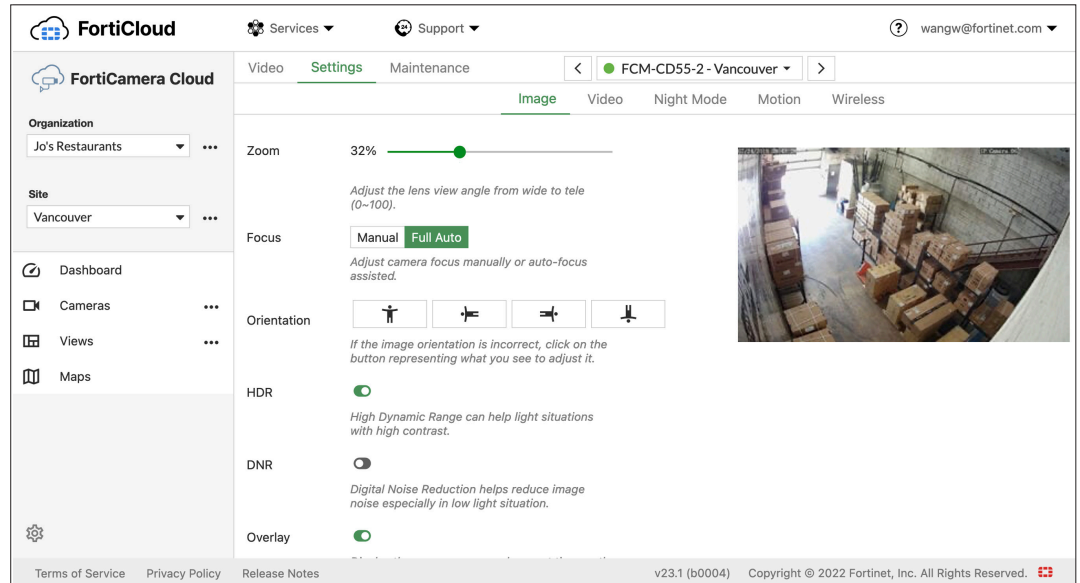 FortiCloud
Services
24
Support
?
wangw@fortinet.com
FortiCamera Cloud
Video
Settings
Maintenance
FCM-CD55-2 - Vancouver
Image
Video
Night Mode
Motion
Wireless
Organization
Jo's Restaurants
Site
Vancouver
Dashboard
Cameras
Views
Maps
Zoom
32%
Adjust the lens view angle from wide to tele
(0~100).
Focus
Manual
Full Auto
Adjust camera focus manually or auto-focus
assisted.
Orientation
If the image orientation is incorrect, click on the
button representing what you see to adjust it.
HDR
High Dynamic Range can help light situations
with high contrast.
DNR
Digital Noise Reduction helps reduce image
noise especially in low light situation.
Overlay
Terms of Service
Privacy Policy
Release Notes
v23.1 (b0004)
Copyright © 2022 Fortinet, Inc. All Rights Reserved.